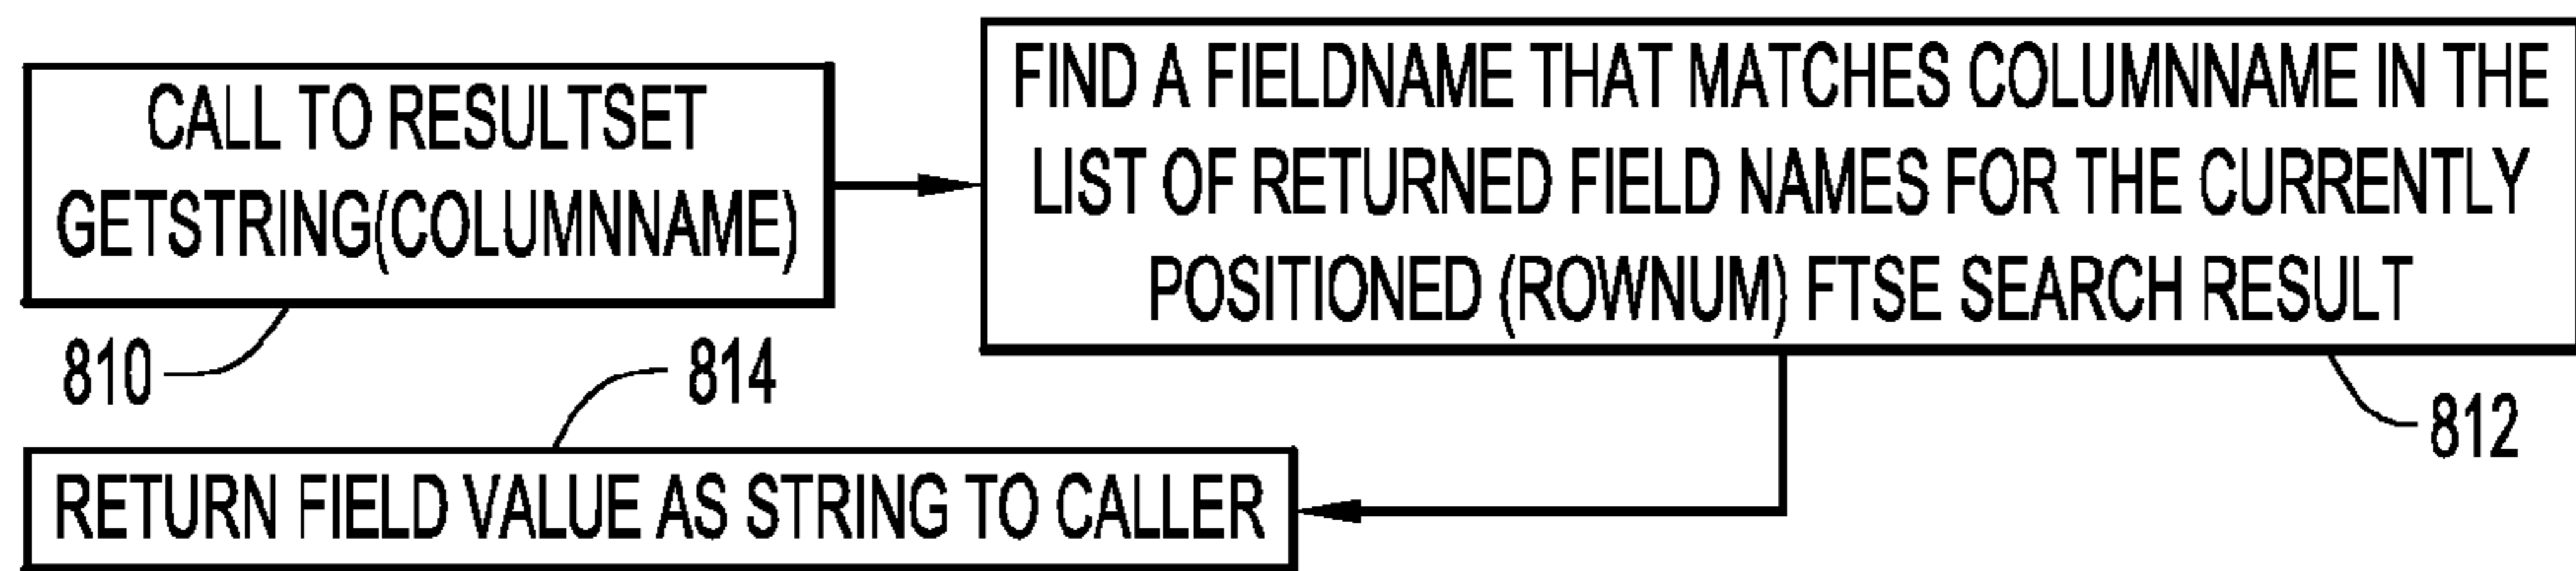 CALL TO RESULTSET
GETSTRING(COLUMNNAME)
810
FIND A FIELDNAME THAT MATCHES COLUMNNAME IN THE
LIST OF RETURNED FIELD NAMES FOR THE CURRENTLY
POSITIONED (ROWNUM) FTSE SEARCH RESULT
812
814
RETURN FIELD VALUE AS STRING TO CALLER